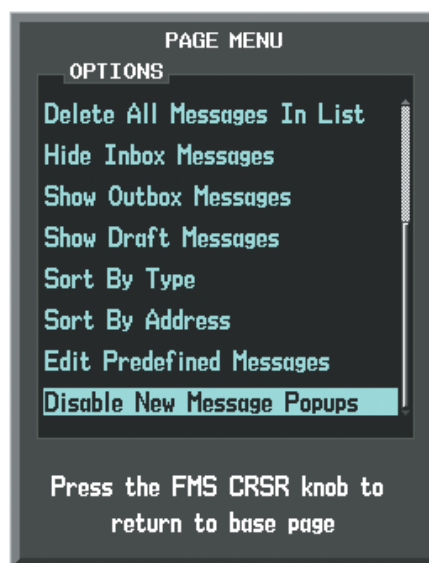 PAGE MENU
OPTIONS
Delete All Messages In List
Hide Inbox Messages
Show Outbox Messages
Show Draft Messages
Sort By Type
Sort By Address
Edit Predefined Messages
Disable New Message Popups
Press the FMS CRSR knob to
return to base page